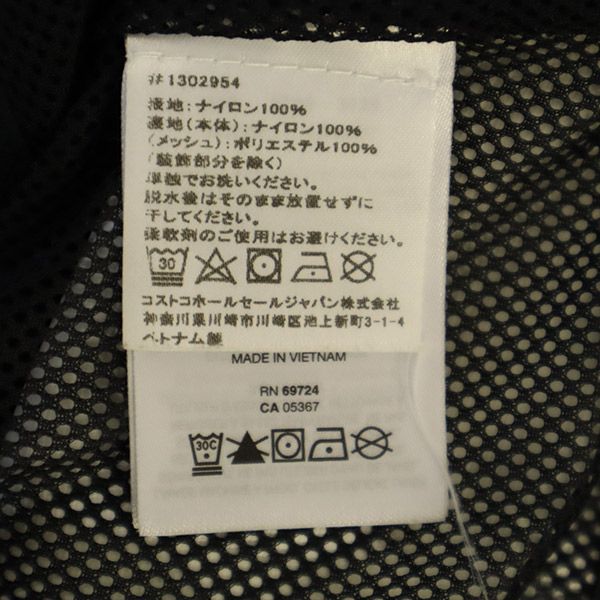 #1302954
表地:ナイロン100%
裏地(本体):ナイロン100%
(メッシュ):ポリエステル100%
(装飾部分を除く)
単独でお洗いください。
脱水後はそのまま放置せずに
干してください。
柔軟剤のご使用はお避けください。
30
コストコホールセールジャパン株式会社
神奈川県川崎市川崎区池上新町3-1-4
ベトナム製
MADE IN VIETNAM
RN 69724
CA 05367
30C